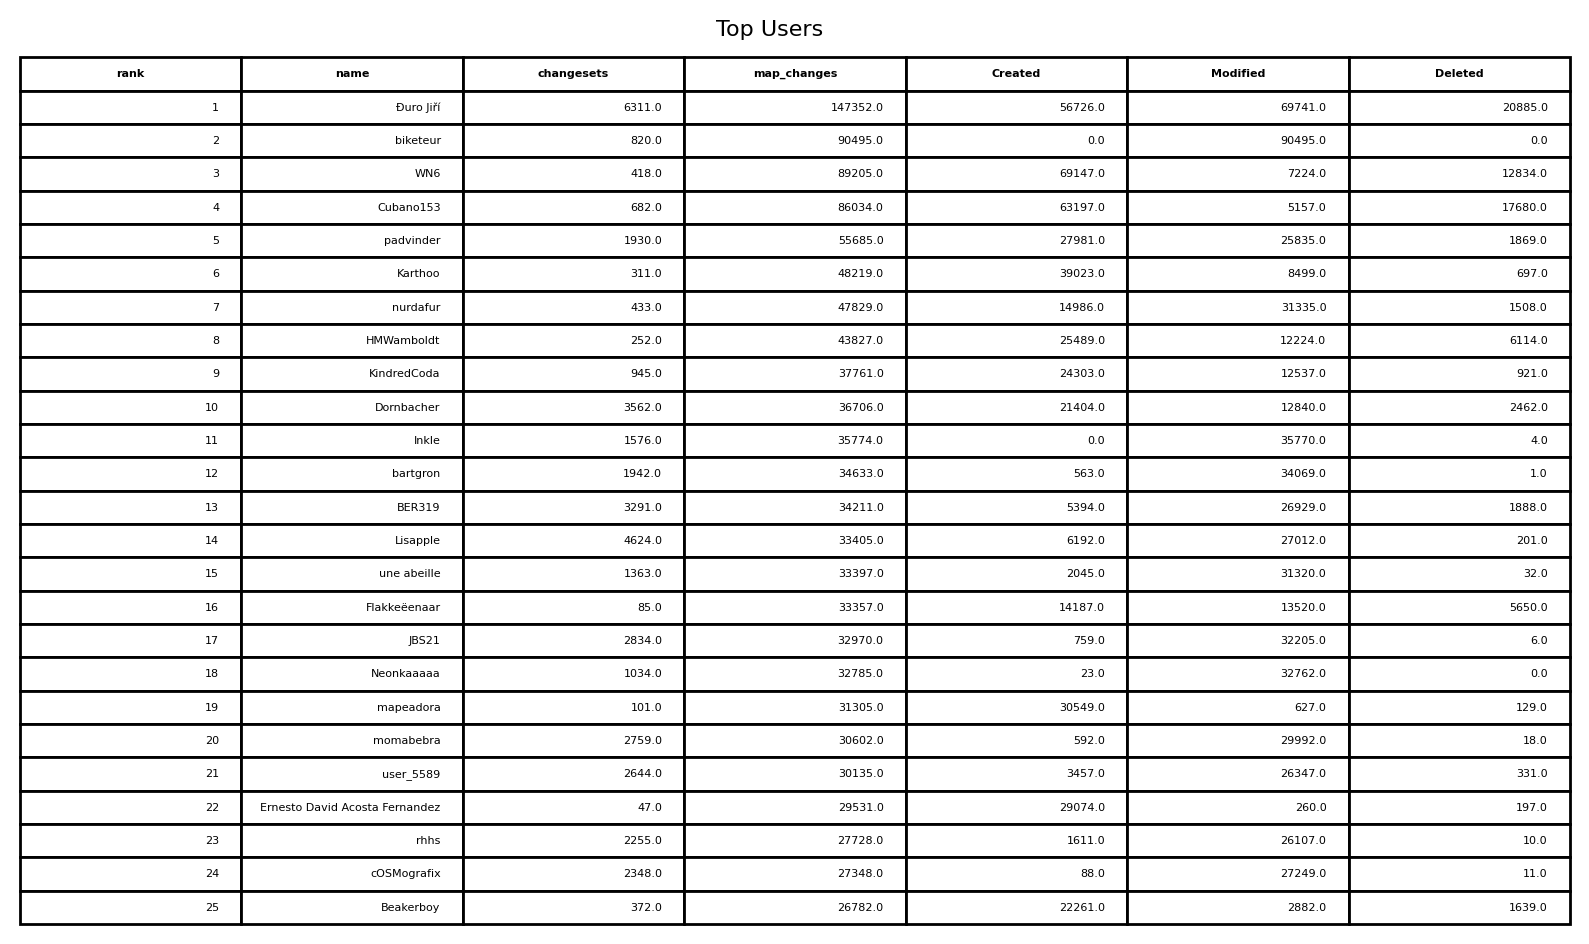 Top Users
rank name changesets map_changes Created Modified Deleted
1 Đuro Jiří 6311.0 147352.0 56726.0 69741.0 20885.0
2 biketeur 820.0 90495.0 0.0 90495.0 0.0
3 WN6 418.0 89205.0 69147.0 7224.0 12834.0
4 Cubano153 682.0 86034.0 63197.0 5157.0 17680.0
5 padvinder 1930.0 55685.0 27981.0 25835.0 1869.0
6 Karthoo 311.0 48219.0 39023.0 8499.0 697.0
7 nurdafur 433.0 47829.0 14986.0 31335.0 1508.0
8 HMWamboldt 252.0 43827.0 25489.0 12224.0 6114.0
9 KindredCoda 945.0 37761.0 24303.0 12537.0 921.0
10 Dornbacher 3562.0 36706.0 21404.0 12840.0 2462.0
11 Inkle 1576.0 35774.0 0.0 35770.0 4.0
12 bartgron 1942.0 34633.0 563.0 34069.0 1.0
13 BER319 3291.0 34211.0 5394.0 26929.0 1888.0
14 Lisapple 4624.0 33405.0 6192.0 27012.0 201.0
15 une abeille 1363.0 33397.0 2045.0 31320.0 32.0
16 Flakkeëenaar 85.0 33357.0 14187.0 13520.0 5650.0
17 JBS21 2834.0 32970.0 759.0 32205.0 6.0
18 Neonkaaaaa 1034.0 32785.0 23.0 32762.0 0.0
19 mapeadora 101.0 31305.0 30549.0 627.0 129.0
20 momabebra 2759.0 30602.0 592.0 29992.0 18.0
21 user_5589 2644.0 30135.0 3457.0 26347.0 331.0
22 Ernesto David Acosta Fernandez 47.0 29531.0 29074.0 260.0 197.0
23 rhhs 2255.0 27728.0 1611.0 26107.0 10.0
24 cOSMografix 2348.0 27348.0 88.0 27249.0 11.0
25 Beakerboy 372.0 26782.0 22261.0 2882.0 1639.0